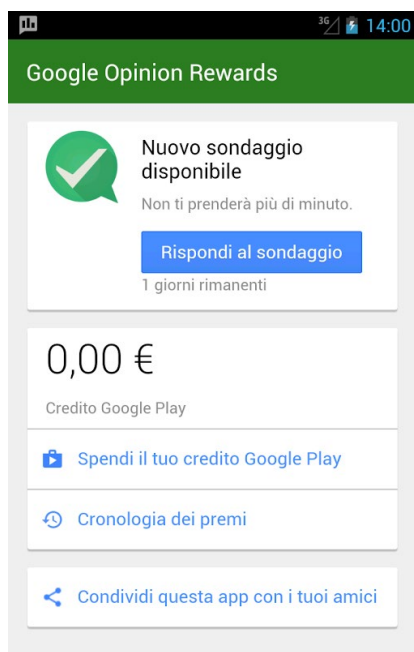 3G 14:00
Google Opinion Rewards
Nuovo sondaggio
disponibile
Non ti prenderà più di minuto.
Rispondi al sondaggio
1 giorni rimanenti
0,00 €
Credito Google Play
Spendi il tuo credito Google Play
Cronologia dei premi
Condividi questa app con i tuoi amici